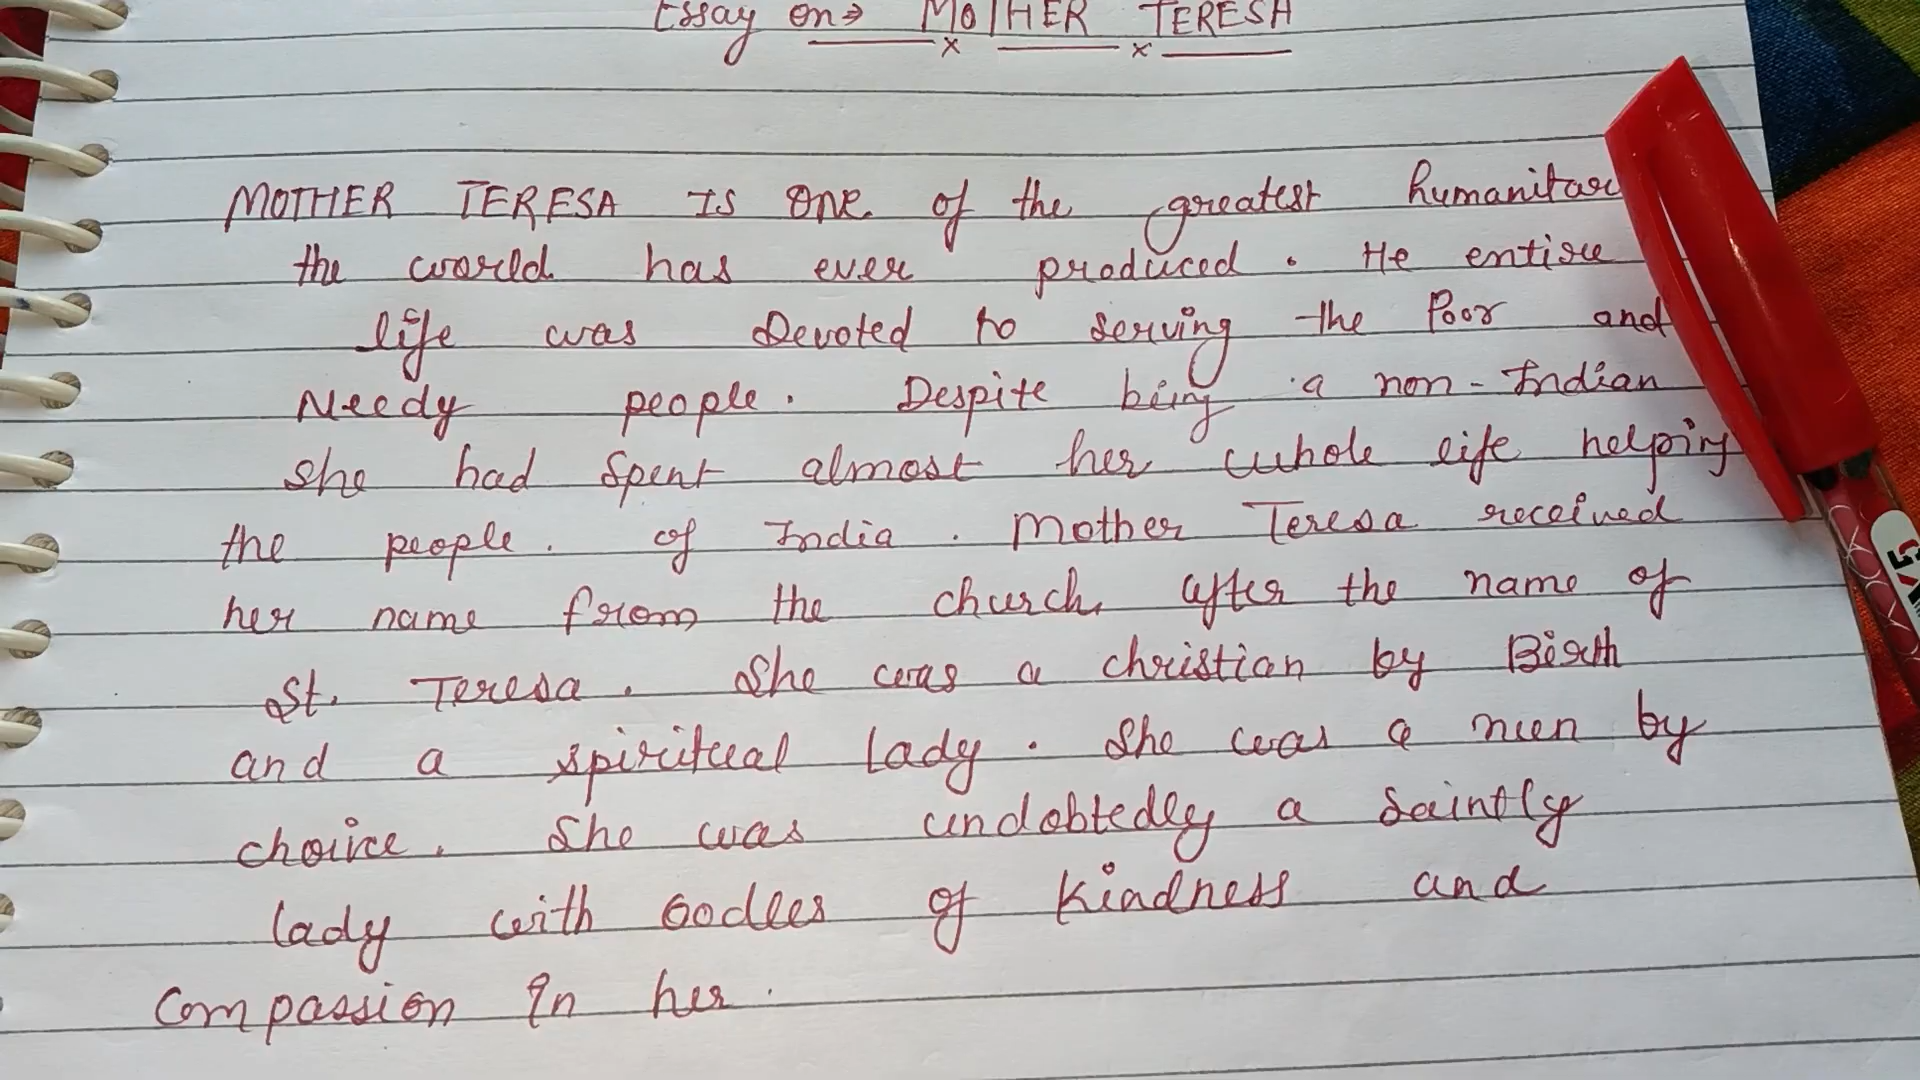 Essay on → MOTHER TERESA
MOTHER TERESA IS One of the greatest humanitar
the world has ever produced. He entire
life was Devoted to serving the Poor and
Needy people. Despite being a non-Indian
she had spent almost her whole life helping
the people. of India. Mother Teresa received
her name from the church after the name of
St. Teresa. She was a christian by Birth
and a spiritual lady. She was a nun by
choice. She was undobtedly a saintly
lady with oodles of kindness and
compassion in her.